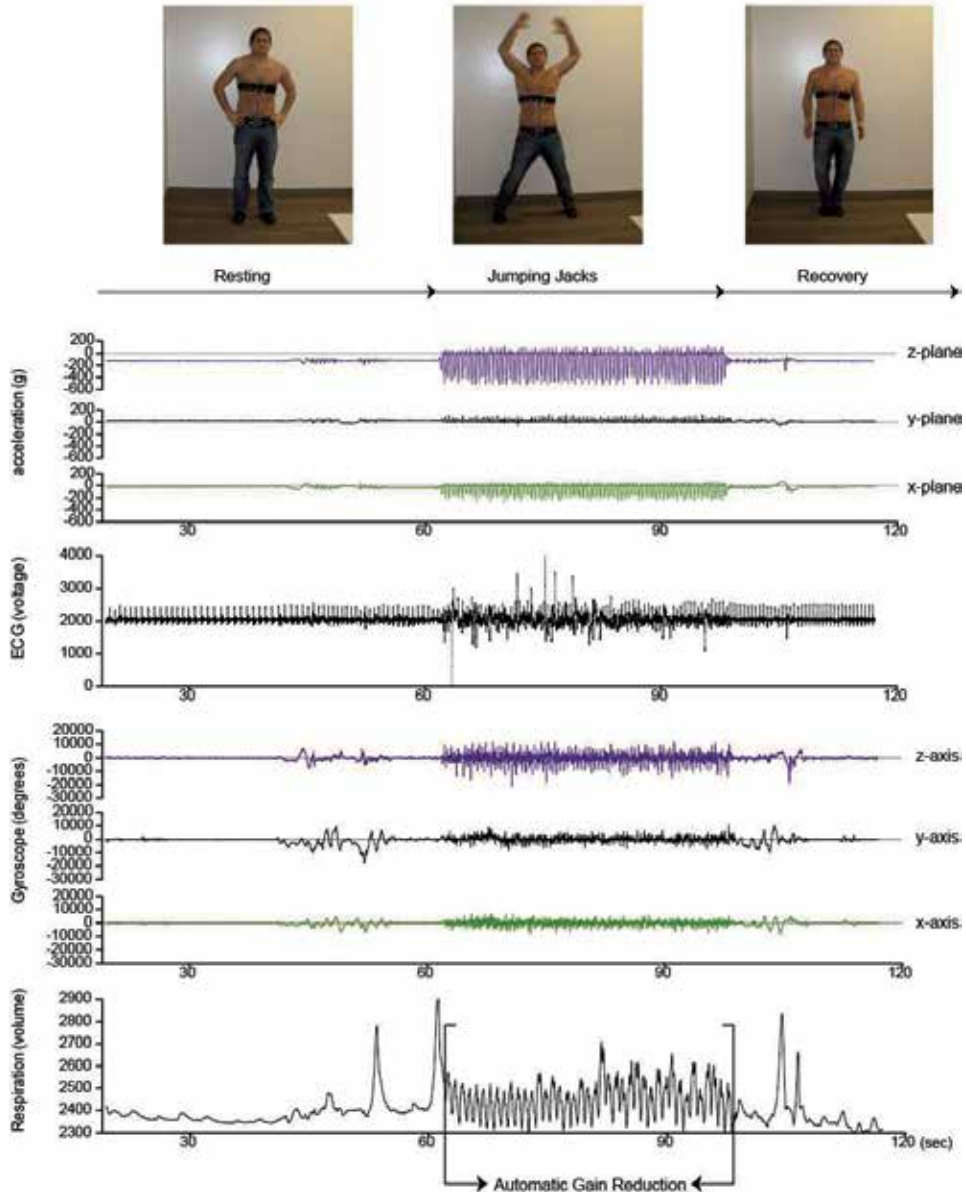 Resting Jumping Jacks Recovery
acceleration (g)
200
0
-200
-400
-600
z-plane
200
0
-200
-400
-600
y-plane
200
0
-200
-400
-600
x-plane
30 60 90 120
ECG (voltage)
4000
3000
2000
1000
0
30 60 90 120
Gyroscope (degrees)
20000
10000
0
-10000
-20000
-30000
z-axis
20000
10000
0
-10000
-20000
-30000
y-axis
20000
10000
0
-10000
-20000
-30000
x-axis
30 60 90 120
Respiration (volume)
2900
2800
2700
2600
2500
2400
2300
30 60 90 120 (sec)
Automatic Gain Reduction